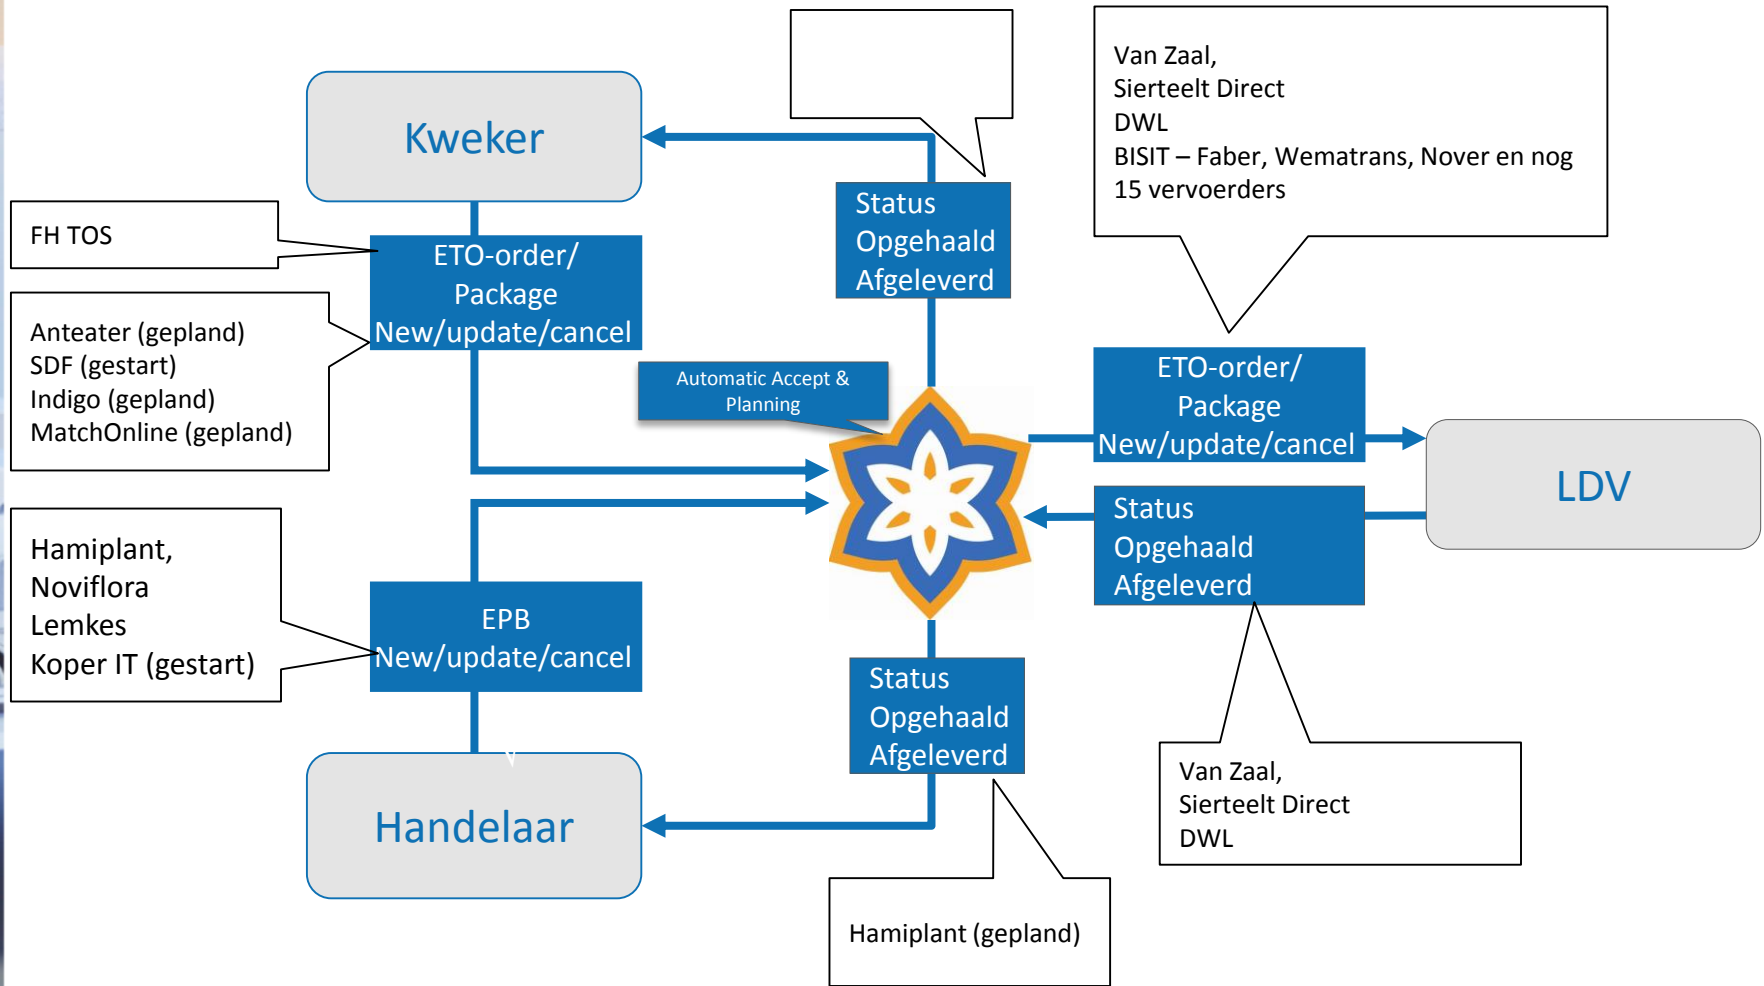 Kweker
FH TOS
ETO-order/
Package
New/update/cancel
Anteater (gepland)
SDF (gestart)
Indigo (gepland)
MatchOnline (gepland)
Status
Opgehaald
Afgeleverd
Van Zaal,
Sierteelt Direct
DWL
BISIT – Faber, Wematrans, Nover en nog
15 vervoerders
Automatic Accept &
Planning
ETO-order/
Package
New/update/cancel
LDV
Status
Opgehaald
Afgeleverd
Hamiplant,
Noviflora
Lemkes
Koper IT (gestart)
EPB
New/update/cancel
Status
Opgehaald
Afgeleverd
Handelaar
Van Zaal,
Sierteelt Direct
DWL
Hamiplant (gepland)